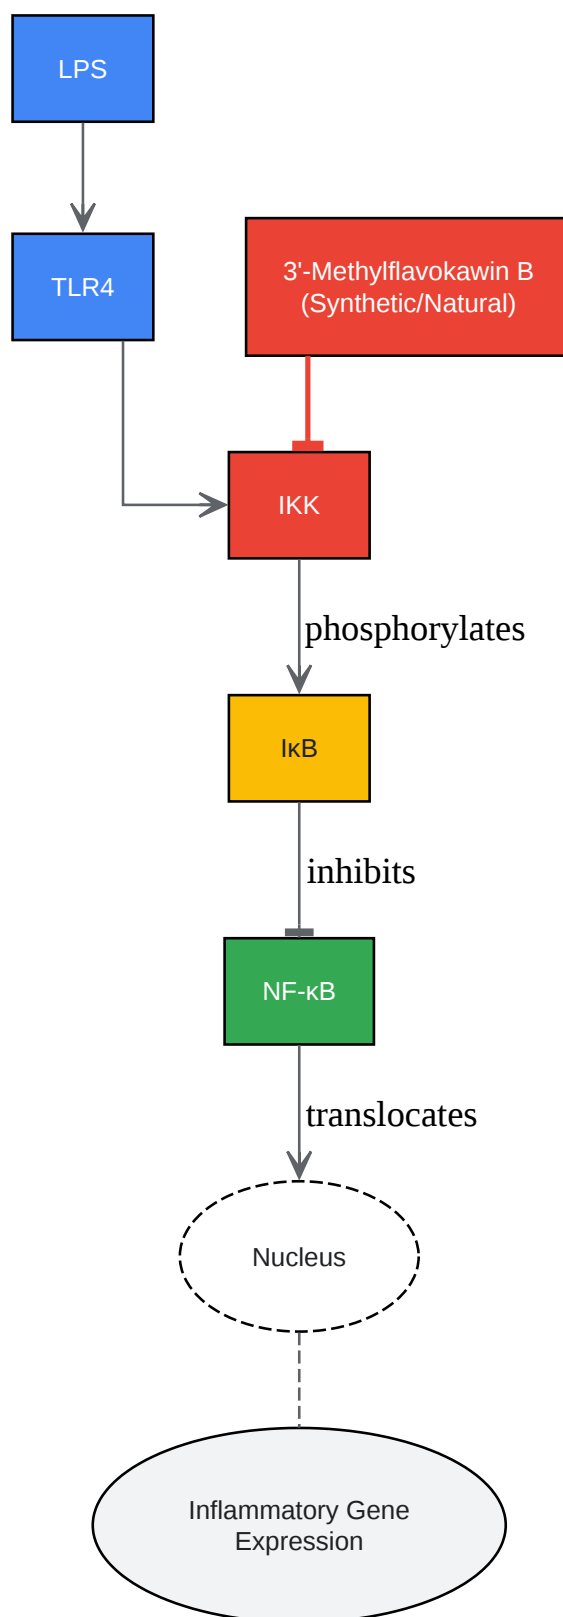 LPS
TLR4
3'-Methylflavokawin B
(Synthetic/Natural)
IKK
phosphorylates
IκB
inhibits
NF-κB
translocates
Nucleus
Inflammatory Gene
Expression